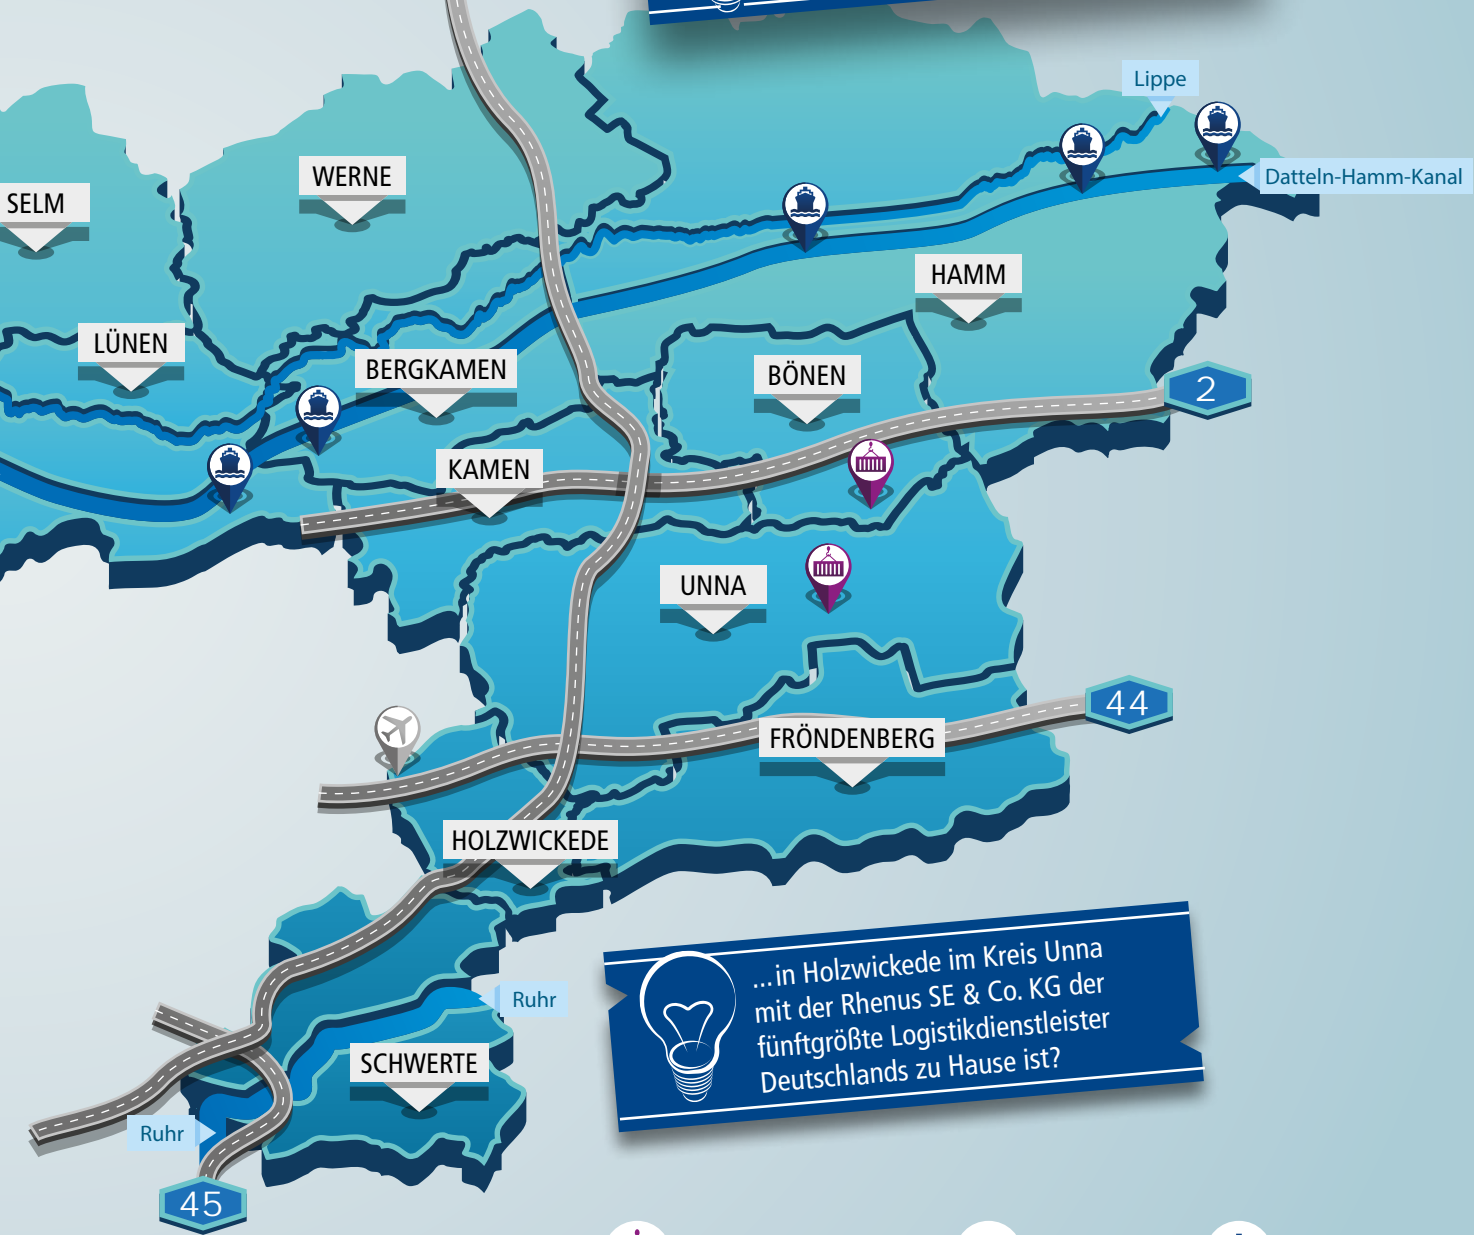 Lippe
Datteln-Hamm-Kanal
WERNE
SELM
HAMM
LÜNEN
BERGKAMEN
BÖNEN
2
KAMEN
UNNA
44
FRÖNDENBERG
HOLZWICKEDE
...in Holzwickede im Kreis Unna
mit der Rhenus SE & Co. KG der
fünftgrößte Logistikdienstleister
Deutschlands zu Hause ist?
Ruhr
SCHWERTE
Ruhr
45